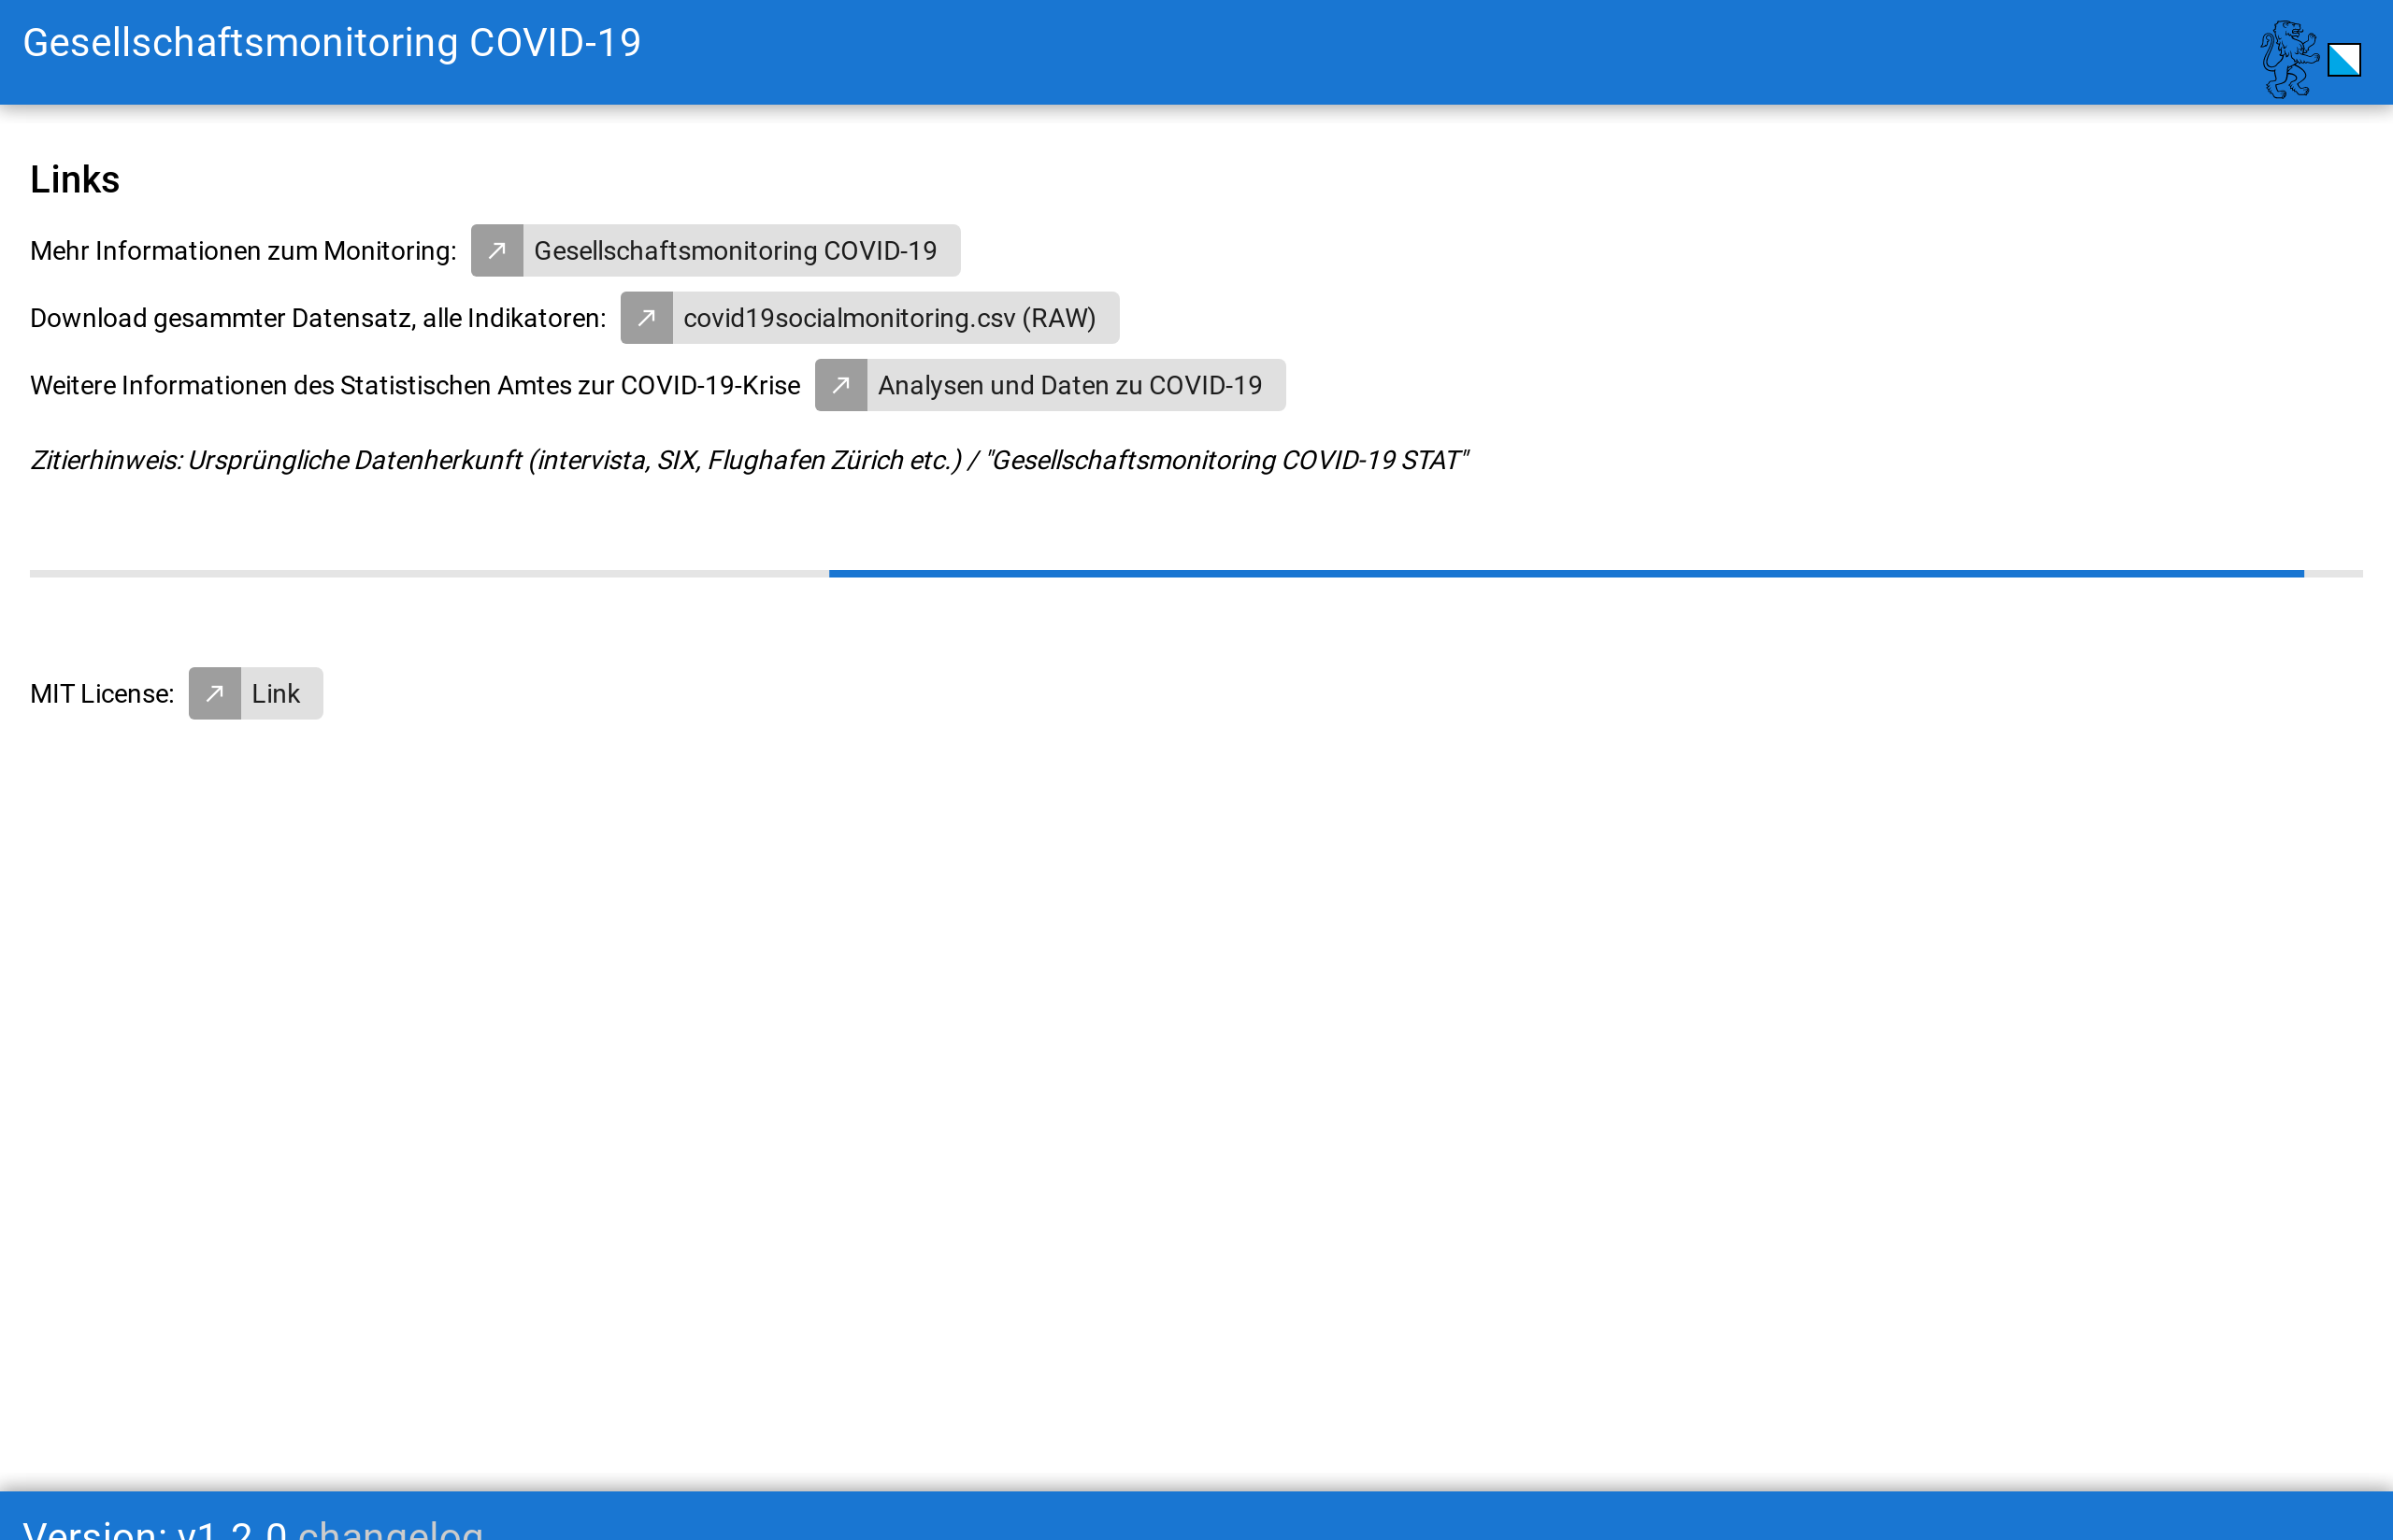 Gesellschaftsmonitoring COVID-19
Links
Mehr Informationen zum Monitoring: Gesellschaftsmonitoring COVID-19
Download gesammter Datensatz, alle Indikatoren: covid19socialmonitoring.csv (RAW)
Weitere Informationen des Statistischen Amtes zur COVID-19-Krise Analysen und Daten zu COVID-19
Zitierhinweis: Ursprüngliche Datenherkunft (intervista, SIX, Flughafen Zürich etc.) / "Gesellschaftsmonitoring COVID-19 STAT"
MIT License: Link
Version: v1.2.0 changelog